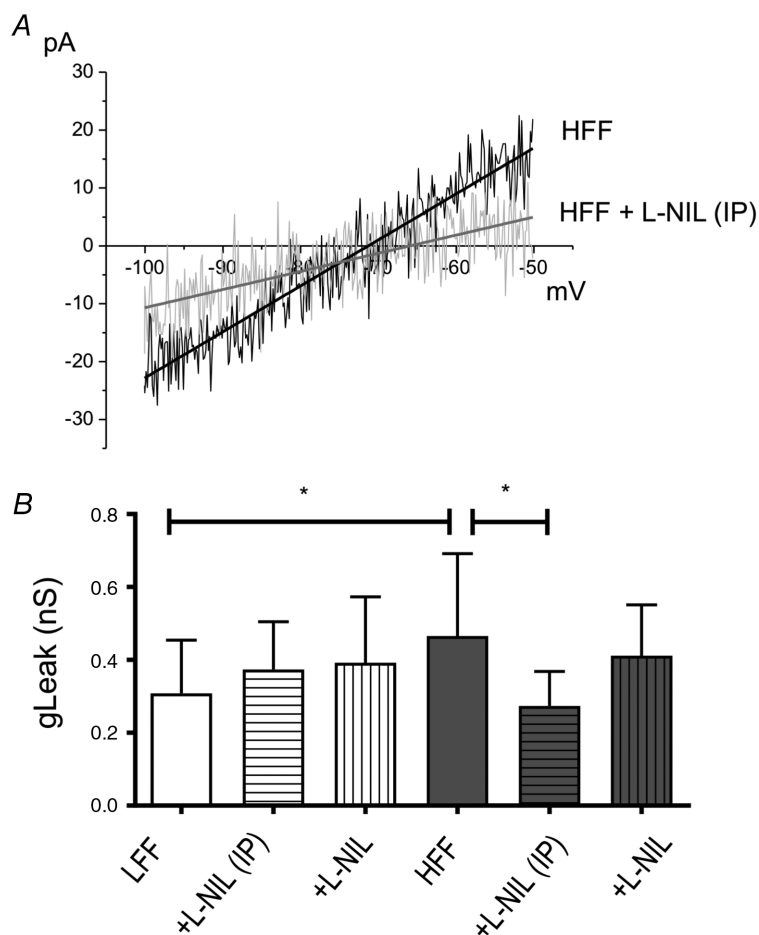 A
pA
30
20
10
0
-10
-20
-30
-100
-90
-80
-70
-60
-50
mV
HFF
HFF + L-NIL (IP)
B
*
*
gLeak (nS)
0.8
0.6
0.4
0.2
0.0
LFF
+L-NIL (IP)
+L-NIL
HFF
+L-NIL (IP)
+L-NIL